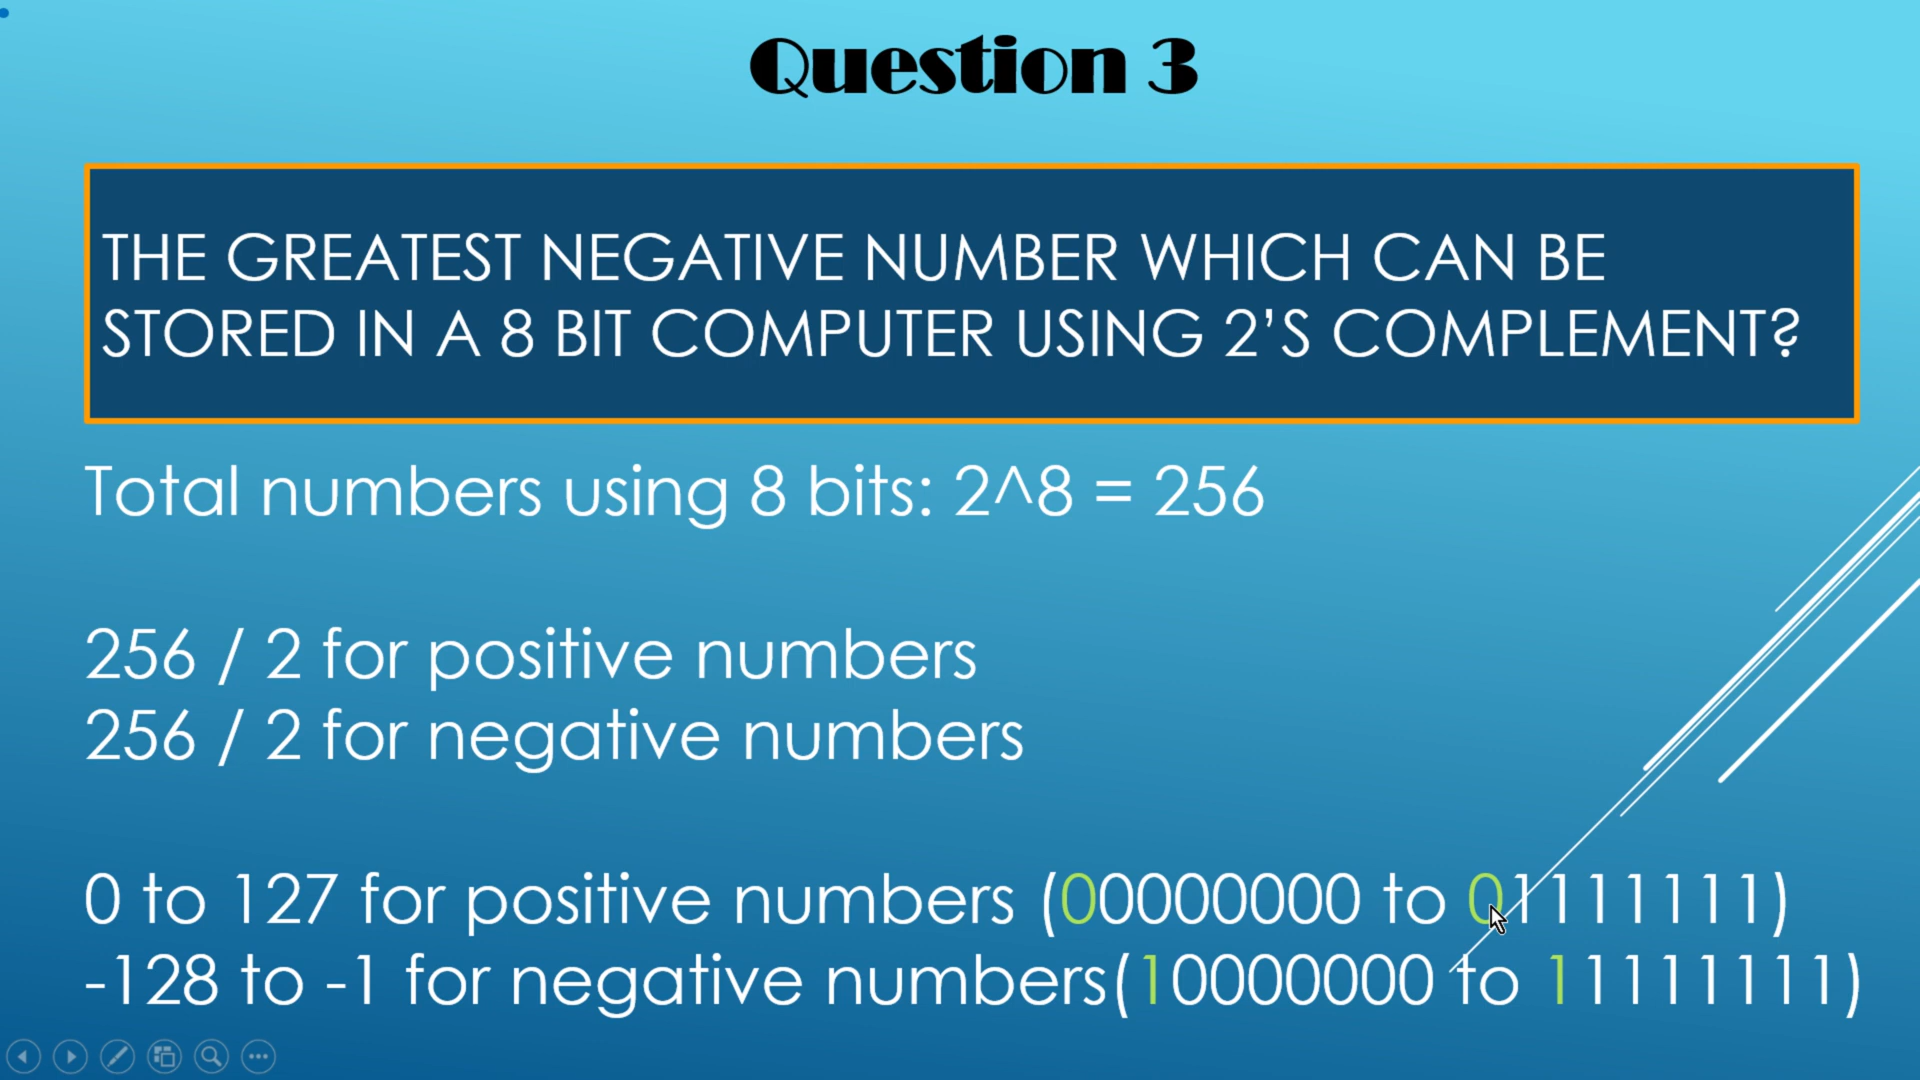 Question 3
THE GREATEST NEGATIVE NUMBER WHICH CAN BE
STORED IN A 8 BIT COMPUTER USING 2’S COMPLEMENT?
Total numbers using 8 bits: 2^8 = 256
256 / 2 for positive numbers
256 / 2 for negative numbers
0 to 127 for positive numbers (00000000 to 01111111)
-128 to -1 for negative numbers(10000000 to 11111111)